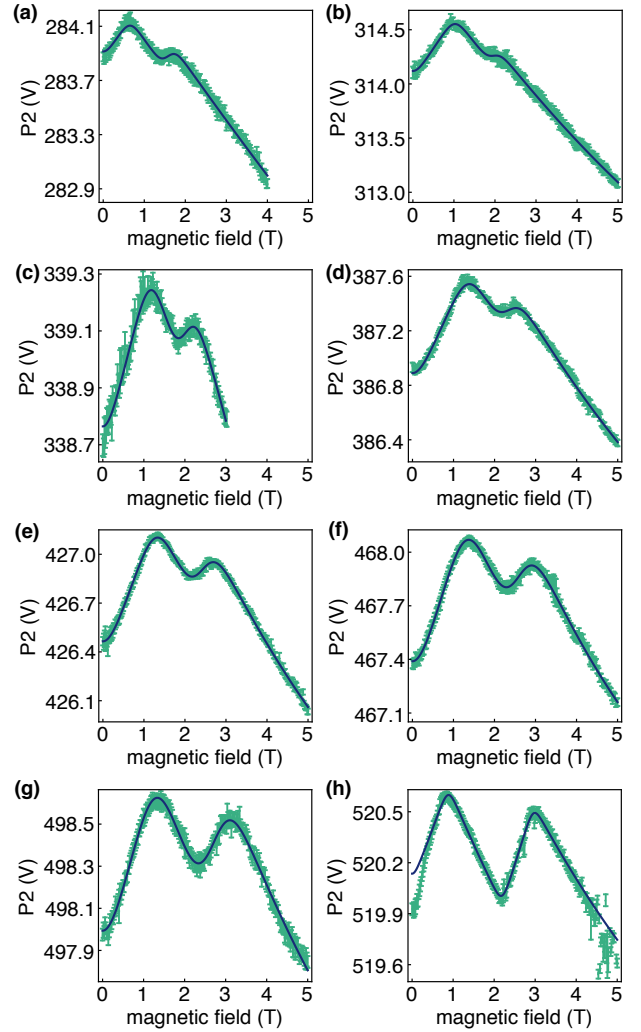 (a)
284.1
283.8
283.3
282.9
P2 (V)
0 1 2 3 4 5
magnetic field (T)
(b)
314.5
314.0
313.5
313.0
P2 (V)
0 1 2 3 4 5
magnetic field (T)
(c)
339.3
339.1
338.9
338.7
P2 (V)
0 1 2 3 4 5
magnetic field (T)
(d)
387.6
387.2
386.8
386.4
P2 (V)
0 1 2 3 4 5
magnetic field (T)
(e)
427.0
426.7
426.4
426.1
P2 (V)
0 1 2 3 4 5
magnetic field (T)
(f)
468.0
467.7
467.4
467.1
P2 (V)
0 1 2 3 4 5
magnetic field (T)
(g)
498.5
498.3
498.1
497.9
P2 (V)
0 1 2 3 4 5
magnetic field (T)
(h)
520.5
520.2
519.9
519.6
P2 (V)
0 1 2 3 4 5
magnetic field (T)